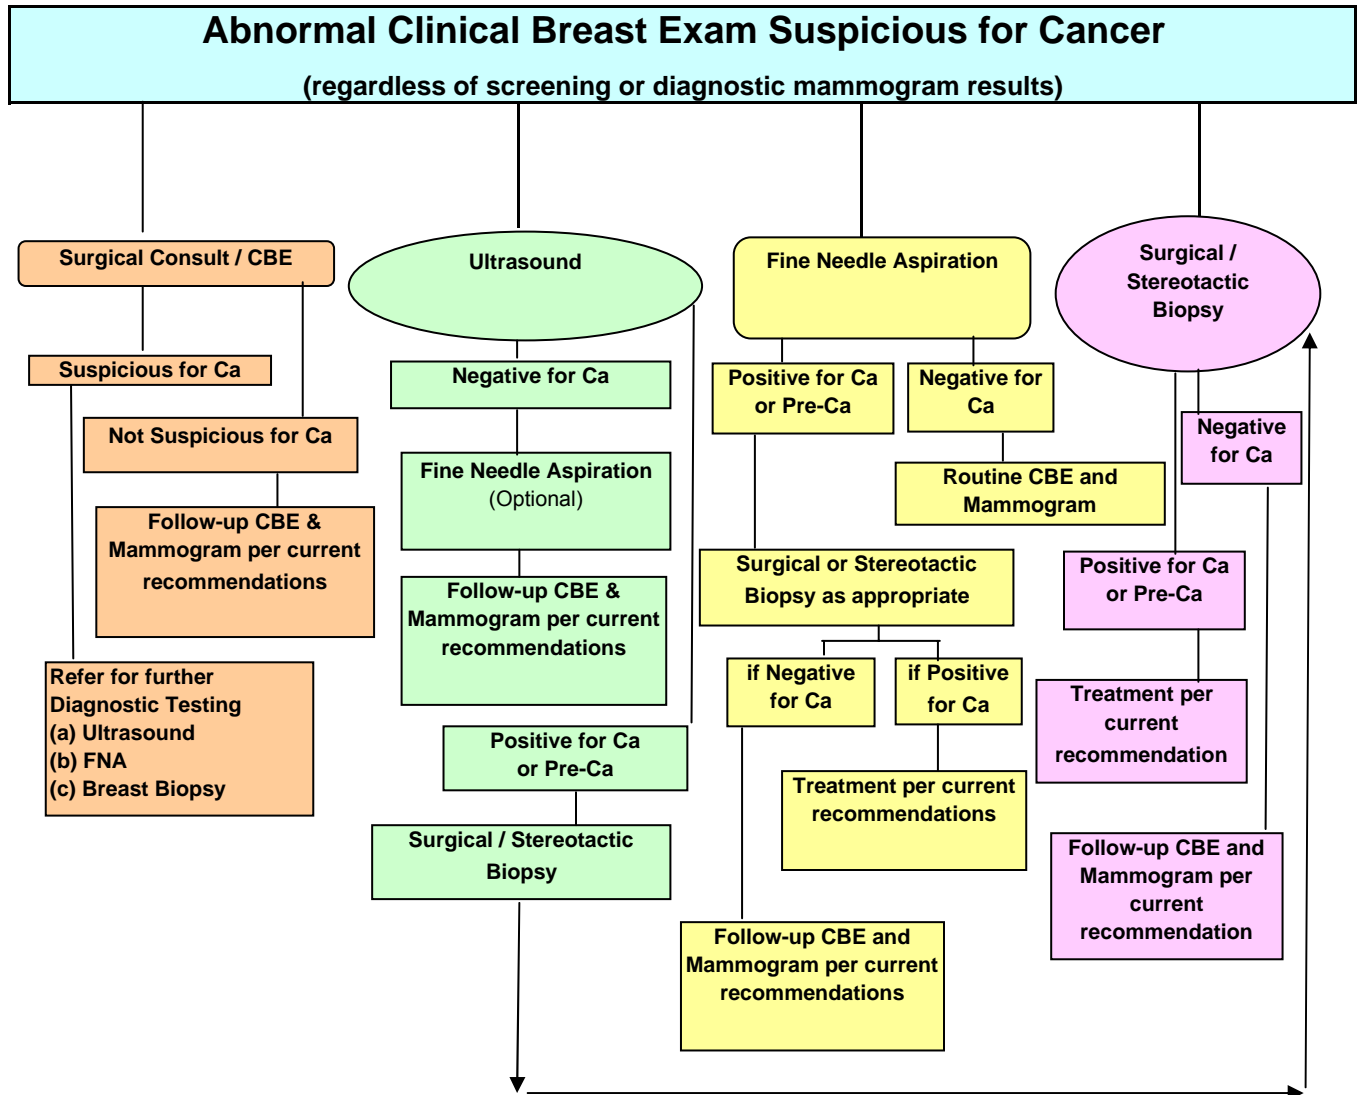 Abnormal Clinical Breast Exam Suspicious for Cancer
(regardless of screening or diagnostic mammogram results)
Surgical Consult / CBE
Suspicious for Ca
Not Suspicious for Ca
Follow-up CBE &
Mammogram per current
recommendations
Refer for further
Diagnostic Testing
(a) Ultrasound
(b) FNA
(c) Breast Biopsy
Ultrasound
Negative for Ca
Fine Needle Aspiration
(Optional)
Follow-up CBE &
Mammogram per current
recommendations
Positive for Ca
or Pre-Ca
Surgical / Stereotactic
Biopsy
Fine Needle Aspiration
Positive for Ca
or Pre-Ca
Negative for
Ca
Routine CBE and
Mammogram
Surgical or Stereotactic
Biopsy as appropriate
if Negative
for Ca
if Positive
for Ca
Treatment per current
recommendations
Follow-up CBE and
Mammogram per current
recommendations
Surgical /
Stereotactic
Biopsy
Negative
for Ca
Positive for Ca
or Pre-Ca
Treatment per
current
recommendation
Follow-up CBE and
Mammogram per
current
recommendation